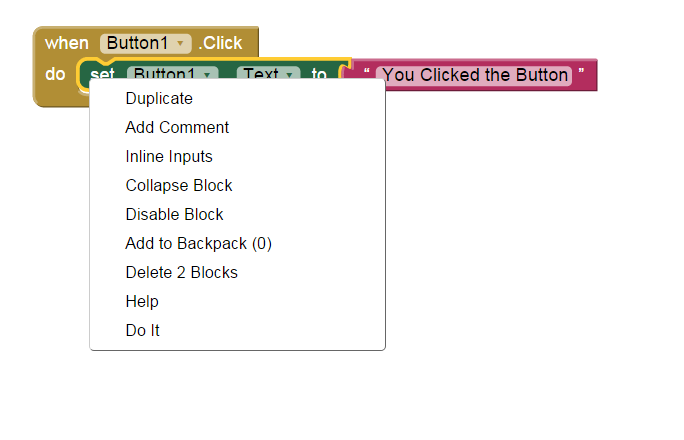 when Button1 .Click
do set Button1 . Text to " You Clicked the Button "
Duplicate
Add Comment
Inline Inputs
Collapse Block
Disable Block
Add to Backpack (0)
Delete 2 Blocks
Help
Do It